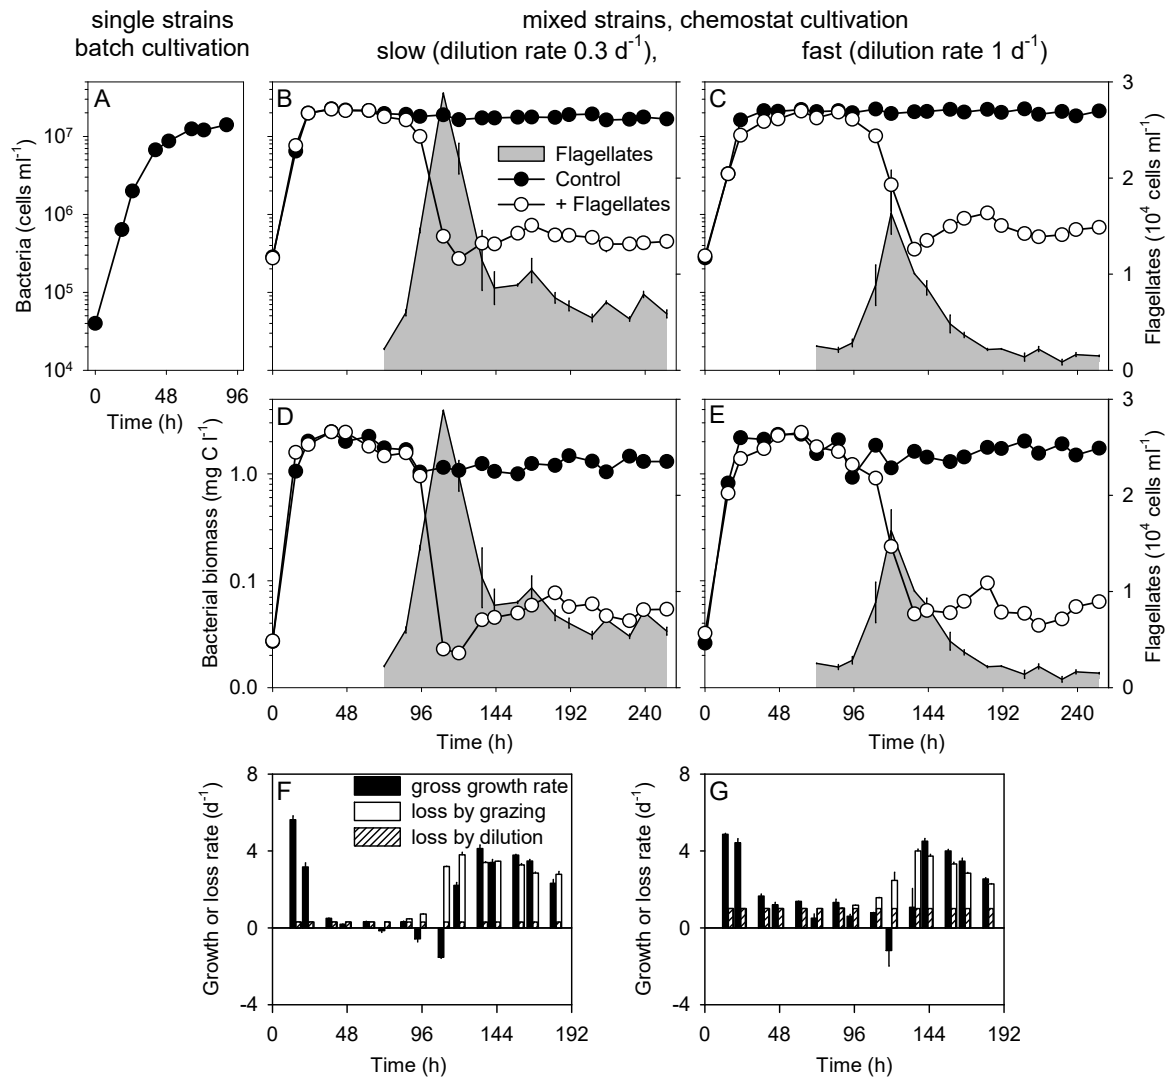 single strains
batch cultivation
mixed strains, chemostat cultivation
slow (dilution rate 0.3 d⁻¹),
fast (dilution rate 1 d⁻¹)
A
B
C
Flagellates
Control
+ Flagellates
Bacteria (cells ml⁻¹)
10⁷
10⁶
10⁵
10⁴
0 48 96
Time (h)
3
2
1
0
Flagellates (10⁴ cells ml⁻¹)
D
E
Bacterial biomass (mg C l⁻¹)
1.0
0.1
0.0
0 48 96 144 192 240
Time (h)
0 48 96 144 192 240
Time (h)
3
2
1
0
Flagellates (10⁴ cells ml⁻¹)
F
gross growth rate
loss by grazing
loss by dilution
Growth or loss rate (d⁻¹)
8
4
0
-4
0 48 96 144 192
Time (h)
G
Growth or loss rate (d⁻¹)
8
4
0
-4
0 48 96 144 192
Time (h)